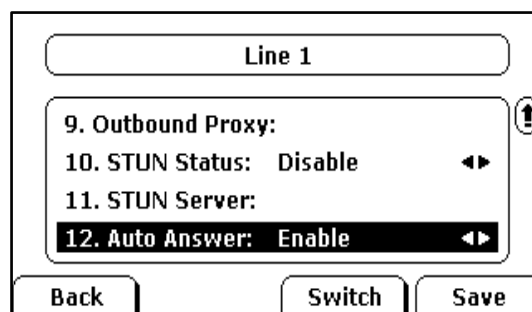 Line 1
9. Outbound Proxy:
10. STUN Status: Disable
11. STUN Server:
12. Auto Answer: Enable
Back Switch Save